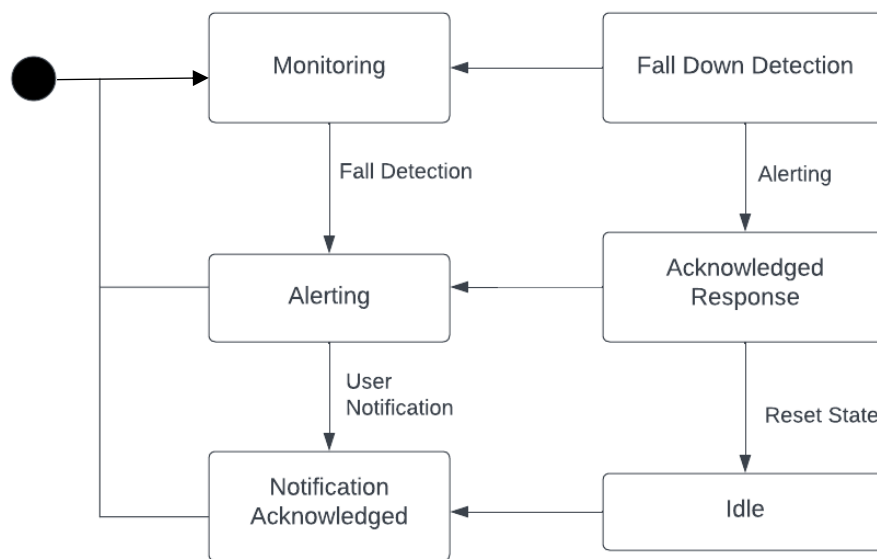 Monitoring
Fall Down Detection
Fall Detection
Alerting
Alerting
Acknowledged
Response
User
Notification
Reset State
Notification
Acknowledged
Idle